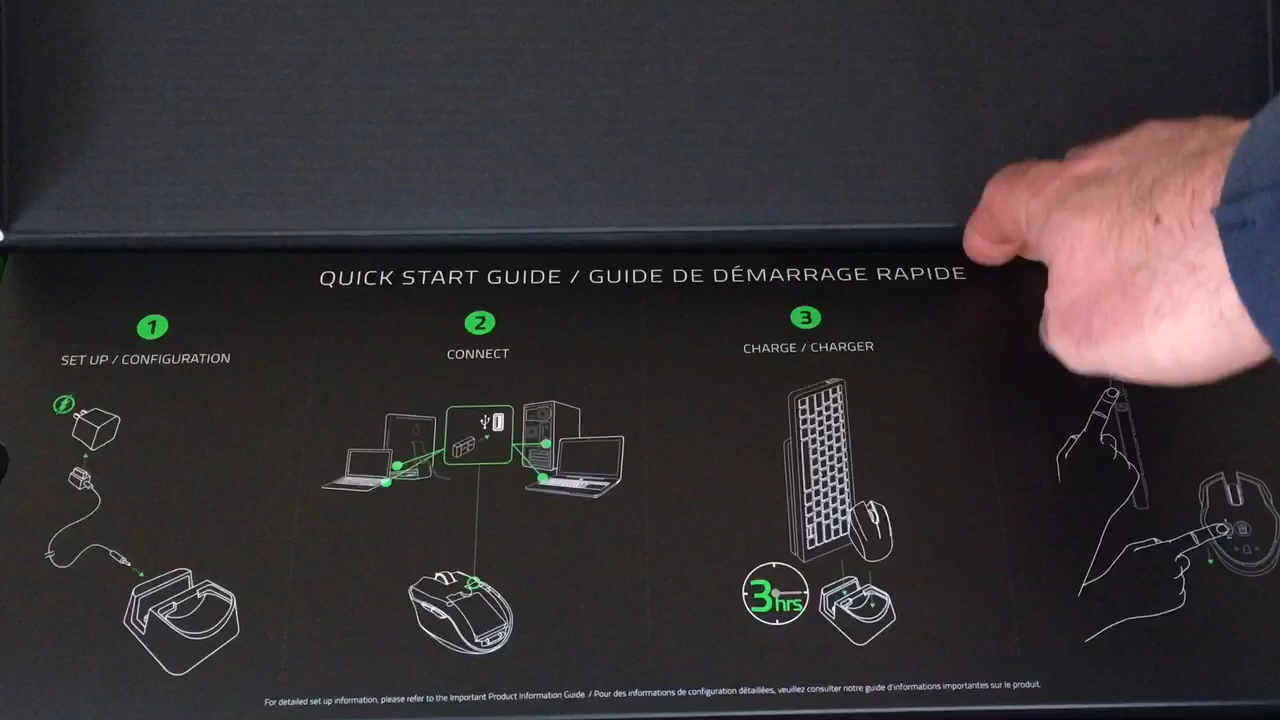 QUICK START GUIDE / GUIDE DE DÉMARRAGE RAPIDE
1
SET UP / CONFIGURATION
2
CONNECT
3
CHARGE / CHARGER
3hrs
For detailed set up information, please refer to the Important Product Information Guide. / Pour des informations de configuration détaillées, veuillez consulter notre guide d'informations importantes sur le produit.